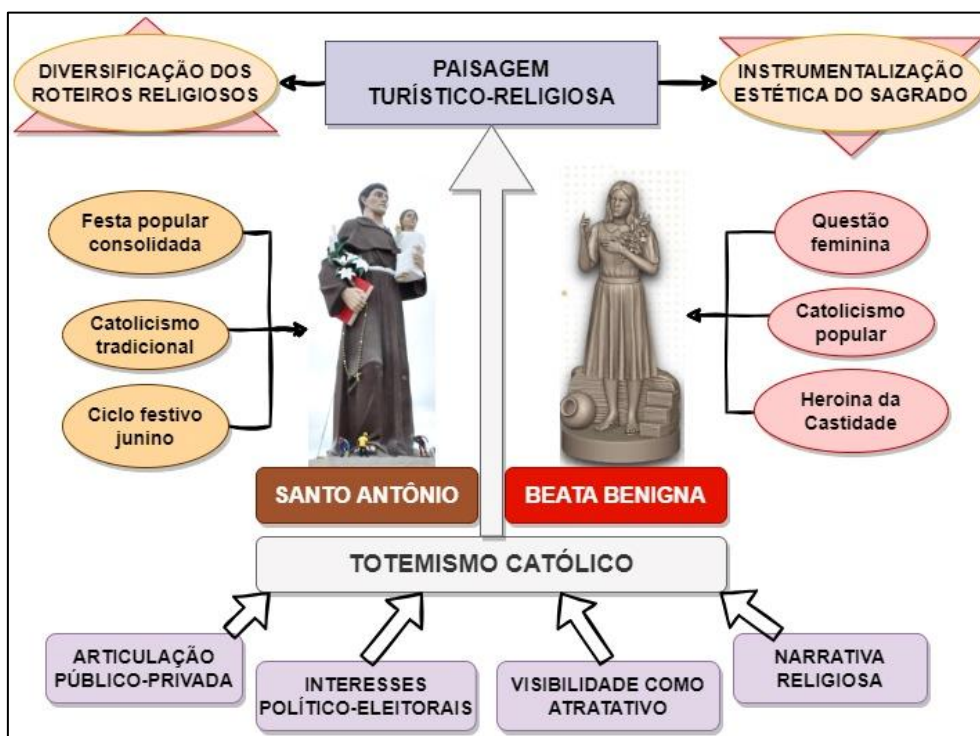 DIVERSIFICAÇÃO DOS
ROTEIROS RELIGIOSOS
PAISAGEM
TURÍSTICO-RELIGIOSA
INSTRUMENTALIZAÇÃO
ESTÉTICA DO SAGRADO
Festa popular
consolidada
Catolicismo
tradicional
Ciclo festivo
junino
Questão
feminina
Catolicismo
popular
Heroina da
Castidade
SANTO ANTÔNIO
BEATA BENIGNA
TOTEMISMO CATÓLICO
ARTICULAÇÃO
PÚBLICO-PRIVADA
INTERESSES
POLÍTICO-ELEITORAIS
VISIBILIDADE COMO
ATRATATIVO
NARRATIVA
RELIGIOSA